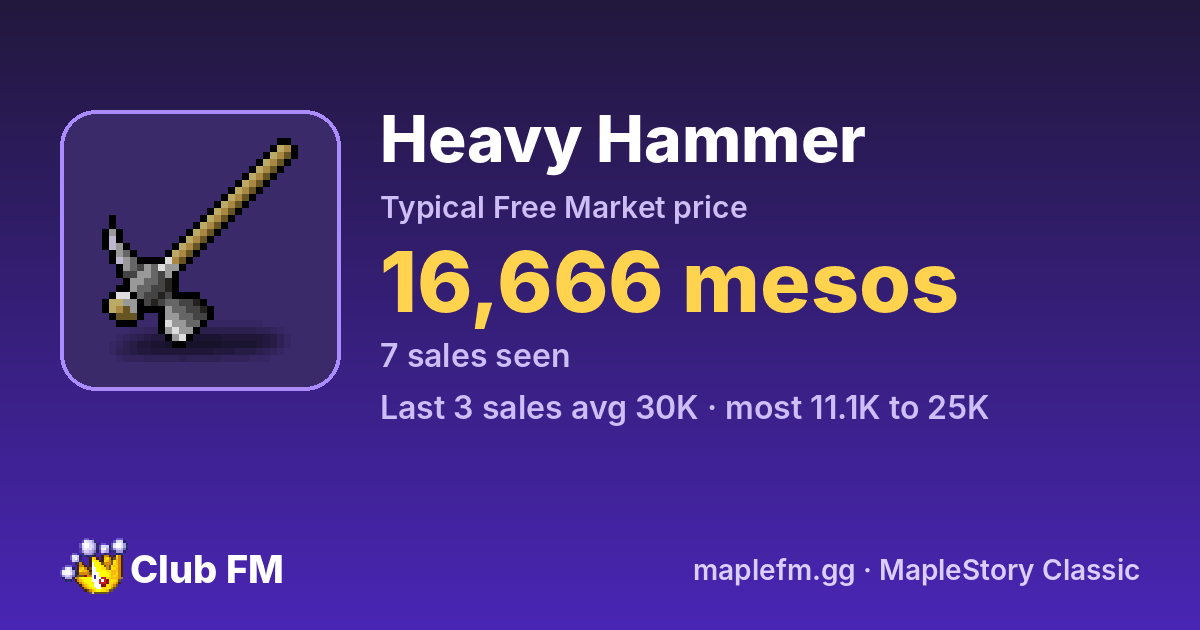 Heavy Hammer
Typical Free Market price
16,666 mesos
7 sales seen
Last 3 sales avg 30K · most 11.1K to 25K
Club FM
maplefm.gg · MapleStory Classic